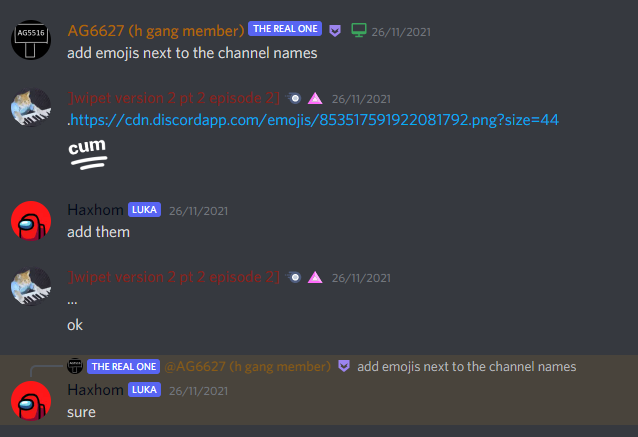 AG5516
AG6627 (h gang member) THE REAL ONE 26/11/2021
add emojis next to the channel names
[wipet version 2 pt 2 episode 2] 26/11/2021
.https://cdn.discordapp.com/emojis/853517591922081792.png?size=44
cum
Haxhom LUKA 26/11/2021
add them
[wipet version 2 pt 2 episode 2] 26/11/2021
...
ok
THE REAL ONE @AG6627 (h gang member) add emojis next to the channel names
Haxhom LUKA 26/11/2021
sure